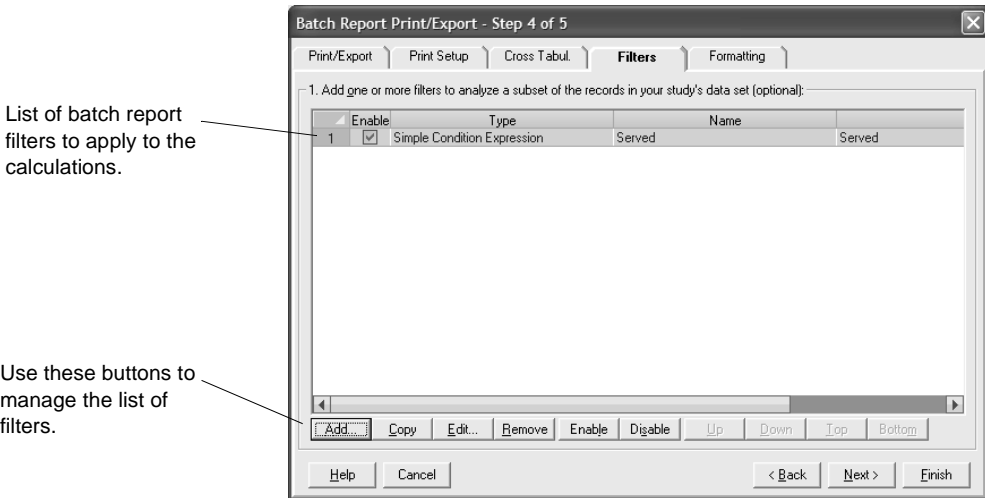 Batch Report Print/Export - Step 4 of 5
Print/Export Print Setup Cross Tabul. Filters Formatting
1. Add one or more filters to analyze a subset of the records in your study's data set (optional):
List of batch report
filters to apply to the
calculations.
Enable Type Name
1 Simple Condition Expression Served Served
Use these buttons to
manage the list of
filters.
Add... Copy Edit... Remove Enable Disable Up Down Top Bottom
Help Cancel < Back Next > Finish